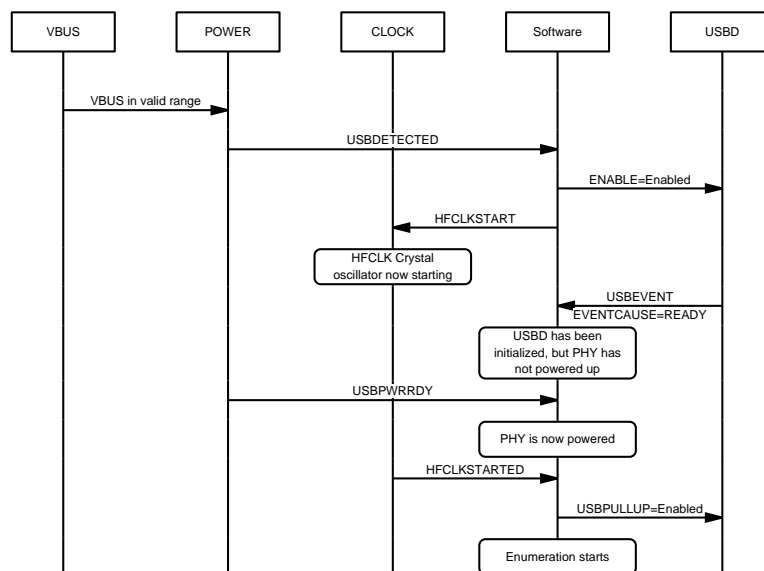 VBUS
POWER
CLOCK
Software
USBD
VBUS in valid range
USBDETECTED
ENABLE=Enabled
HFCLKSTART
HFCLK Crystal
oscillator now starting
USBEVENT
EVENTCAUSE=READY
USBD has been
initialized, but PHY has
not powered up
USBPWRRDY
PHY is now powered
HFCLKSTARTED
USBPULLUP=Enabled
Enumeration starts